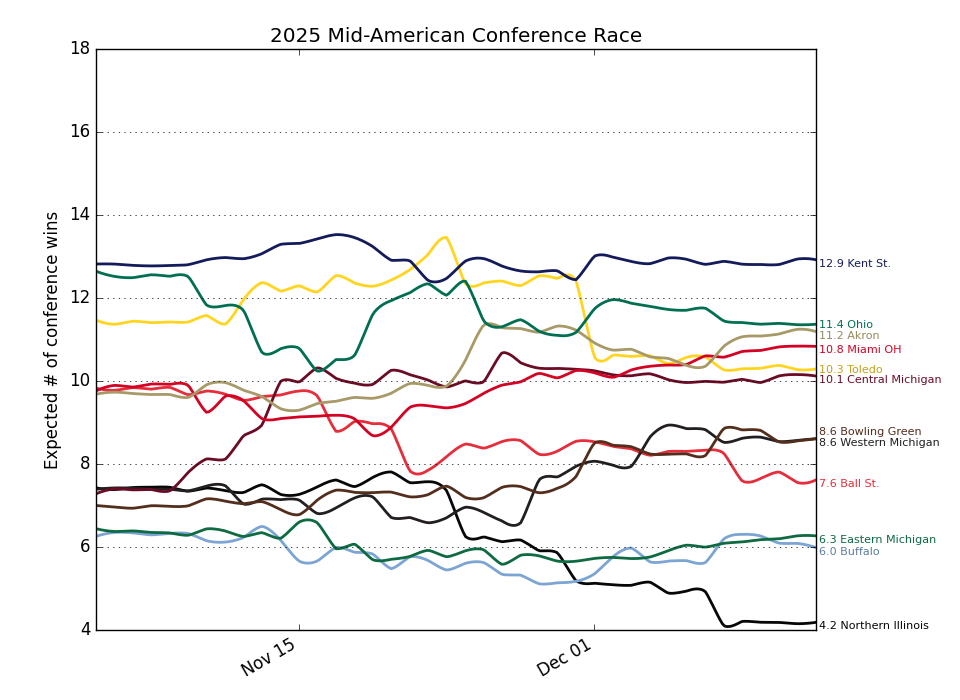 2025 Mid-American Conference Race
Expected # of conference wins
18
16
14
12
10
8
6
4
Nov 15
Dec 01
12.9 Kent St.
11.4 Ohio
11.2 Akron
10.8 Miami OH
10.3 Toledo
10.1 Central Michigan
8.6 Bowling Green
8.6 Western Michigan
7.6 Ball St.
6.3 Eastern Michigan
6.0 Buffalo
4.2 Northern Illinois